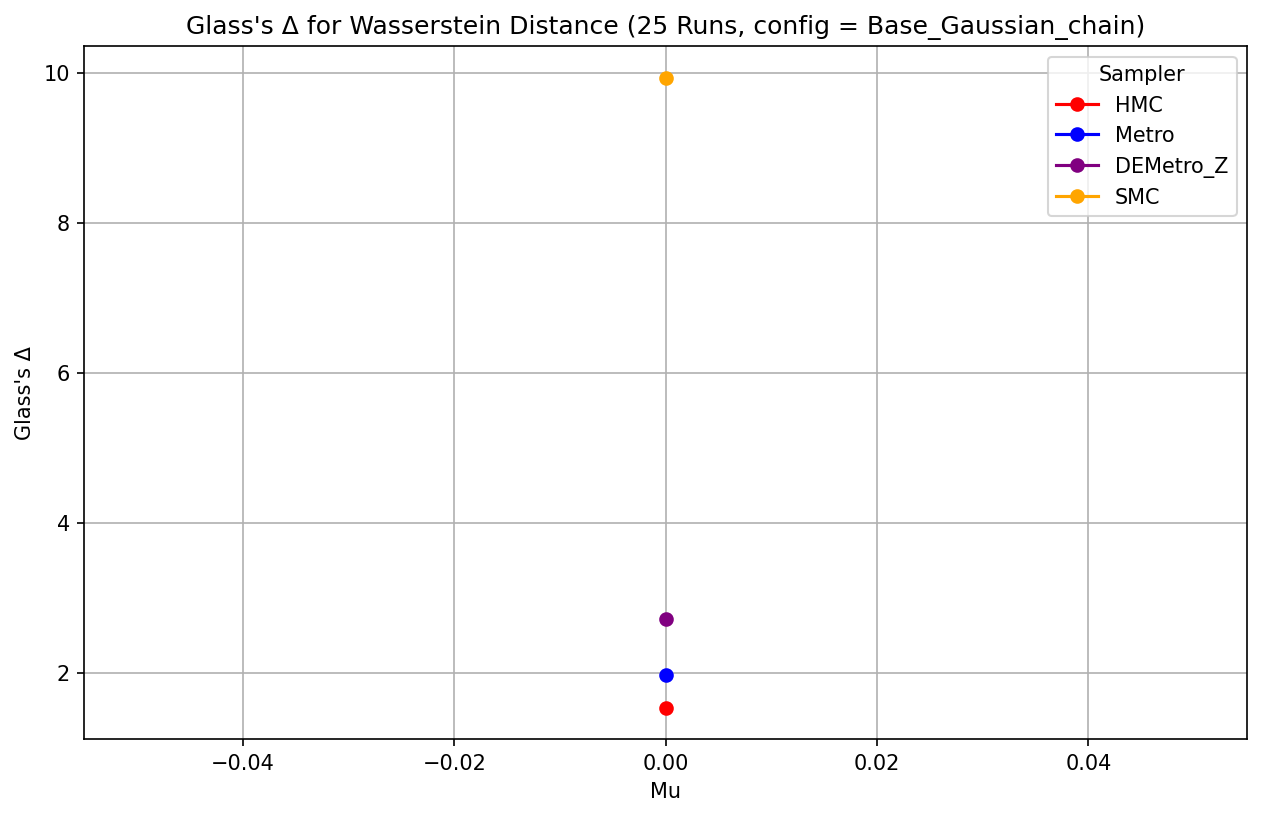 Glass's Δ for Wasserstein Distance (25 Runs, config = Base_Gaussian_chain)
Sampler
HMC
Metro
DEMetro_Z
SMC
10
8
6
4
2
Glass's Δ
−0.04
−0.02
0.00
0.02
0.04
Mu